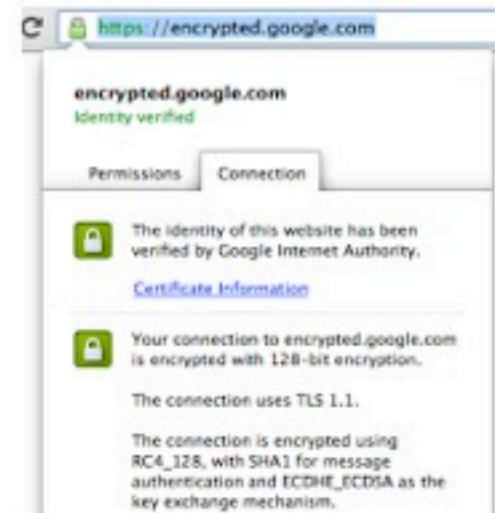 https://encrypted.google.com
encrypted.google.com
Identity verified
Permissions Connection
The identity of this website has been
verified by Google Internet Authority.
Certificate Information
Your connection to encrypted.google.com
is encrypted with 128-bit encryption.
The connection uses TLS 1.1.
The connection is encrypted using
RC4_128, with SHA1 for message
authentication and ECDHE_ECDSA as the
key exchange mechanism.